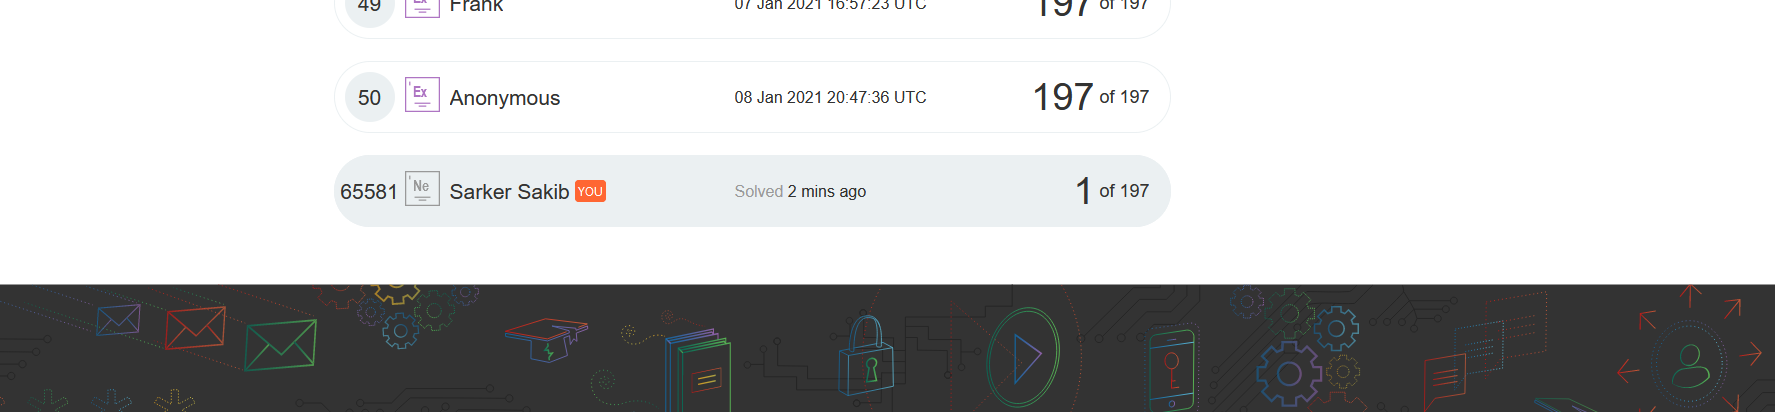 49 Ex Frank 07 Jan 2021 16:57:23 UTC 197 of 197
50 Ex Anonymous 08 Jan 2021 20:47:36 UTC 197 of 197
65581 Ne Sarker Sakib YOU Solved 2 mins ago 1 of 197